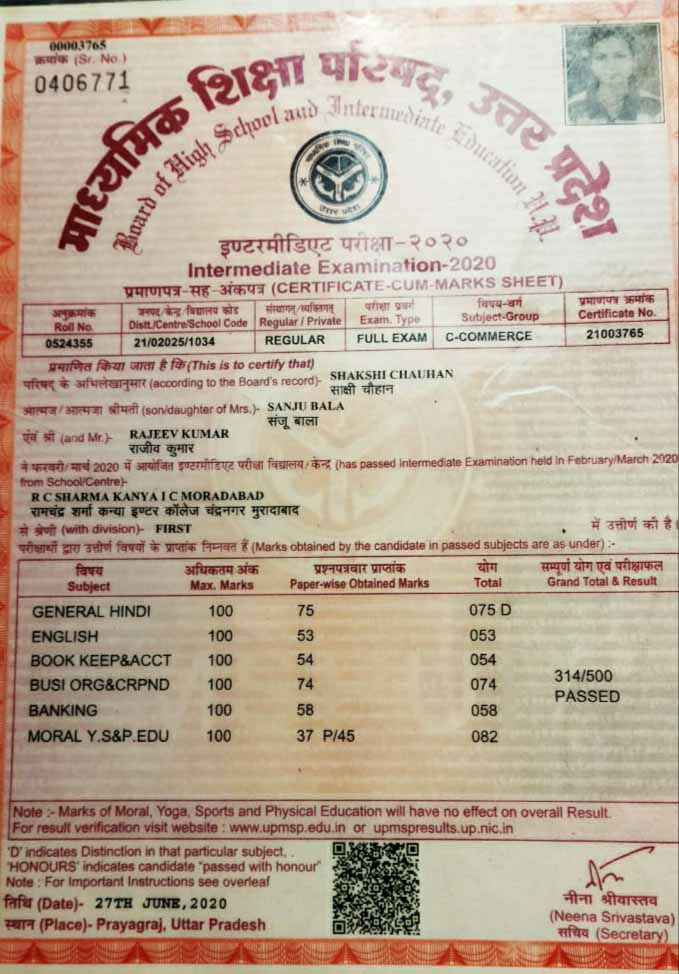 00003765
क्रमांक (Sr. No.)
0406771
माध्यमिक शिक्षा परिषद, उत्तर प्रदेश
Board of High School and Intermediate Education U.P.
माध्यमिक शिक्षा परिषद
उत्तर प्रदेश
इण्टरमीडिएट परीक्षा-२०२०
Intermediate Examination-2020
प्रमाणपत्र-सह-अंकपत्र (CERTIFICATE-CUM-MARKS SHEET)
अनुक्रमांक जनपद/केन्द्र/विद्यालय कोड संस्थागत/व्यक्तिगत परीक्षा प्रवर्ग विषय-वर्ग प्रमाणपत्र क्रमांक
Roll No. Distt./Centre/School Code Regular / Private Exam. Type Subject-Group Certificate No.
0524355 21/02025/1034 REGULAR FULL EXAM C-COMMERCE 21003765
प्रमाणित किया जाता है कि (This is to certify that)
परिषद के अभिलेखानुसार (according to the Board's record)- SHAKSHI CHAUHAN
साक्षी चौहान
आत्मज/आत्मजा श्रीमती (son/daughter of Mrs.)- SANJU BALA
संजू बाला
एवं श्री (and Mr.)- RAJEEV KUMAR
राजीव कुमार
ने फरवरी/मार्च 2020 में आयोजित इण्टरमीडिएट परीक्षा विद्यालय/केन्द्र (has passed Intermediate Examination held in February/March 2020
from School/Centre)-
R C SHARMA KANYA I C MORADABAD
रामचंद्र शर्मा कन्या इण्टर कॉलेज चंद्रनगर मुरादाबाद
से श्रेणी (with division)- FIRST में उत्तीर्ण की है।
परीक्षार्थी द्वारा उत्तीर्ण विषयों के प्राप्तांक निम्नवत हैं (Marks obtained by the candidate in passed subjects are as under) :-
विषय अधिकतम अंक प्रश्नपत्रवार प्राप्तांक योग सम्पूर्ण योग एवं परीक्षाफल
Subject Max. Marks Paper-wise Obtained Marks Total Grand Total & Result
GENERAL HINDI 100 75 075 D
ENGLISH 100 53 053
BOOK KEEP&ACCT 100 54 054
BUSI ORG&CRPND 100 74 074 314/500
PASSED
BANKING 100 58 058
MORAL Y.S&P.EDU 100 37 P/45 082
Note :- Marks of Moral, Yoga, Sports and Physical Education will have no effect on overall Result.
For result verification visit website : www.upmsp.edu.in or upmspresults.up.nic.in
'D' indicates Distinction in that particular subject, .
'HONOURS' indicates candidate "passed with honour"
Note : For Important Instructions see overleaf
तिथि (Date)- 27TH JUNE,2020
स्थान (Place)- Prayagraj, Uttar Pradesh
नीना श्रीवास्तव
(Neena Srivastava)
सचिव (Secretary)